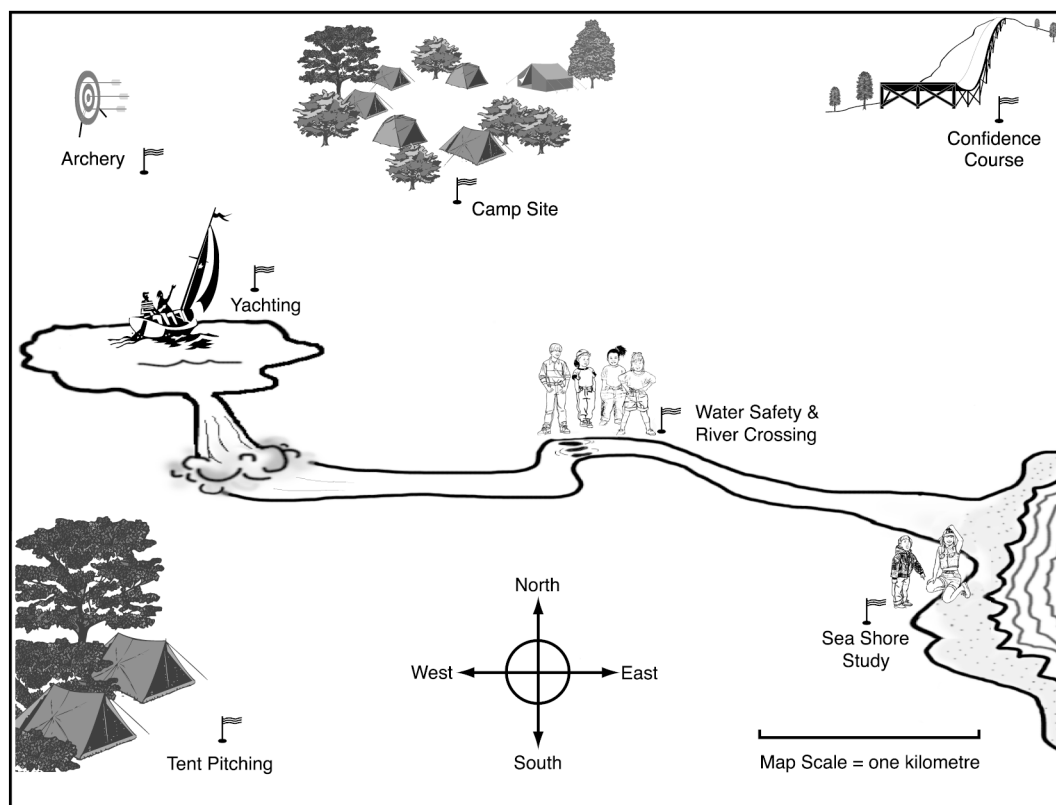 Archery
Camp Site
Confidence
Course
Yachting
Water Safety &
River Crossing
North
West
East
South
Sea Shore
Study
Tent Pitching
Map Scale = one kilometre